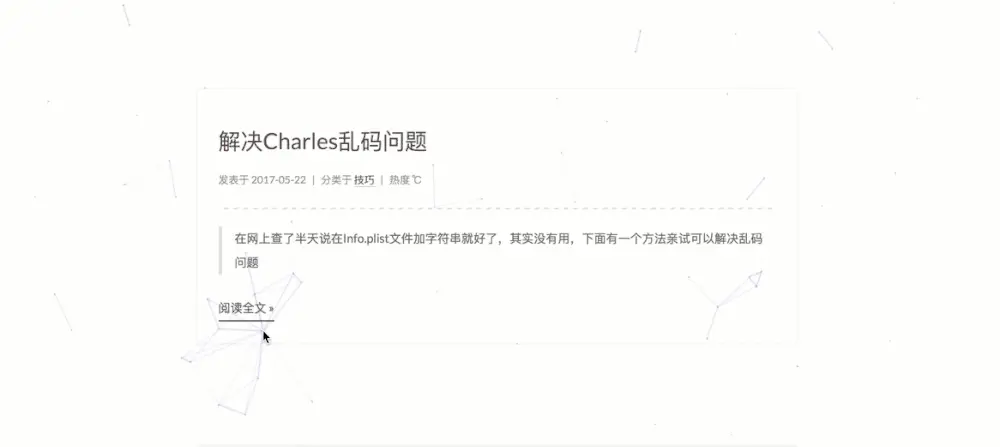 解决Charles乱码问题
发表于 2017-05-22 | 分类于 技巧 | 热度 ℃
在网上查了半天说在Info.plist文件加字符串就好了，其实没有用，下面有一个方法亲试可以解决乱码
问题
阅读全文 »